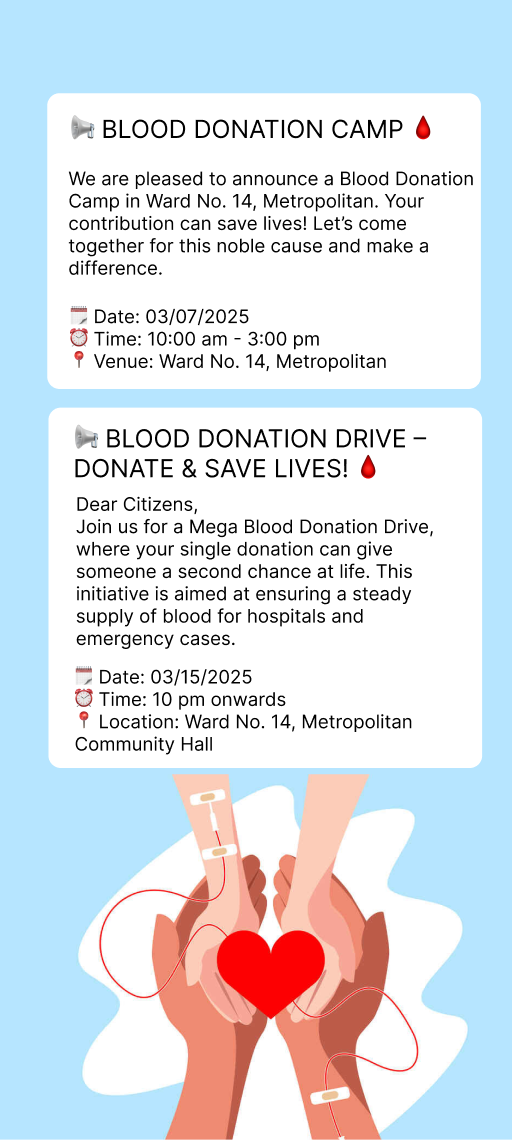 📢 BLOOD DONATION CAMP 🩸
We are pleased to announce a Blood Donation
Camp in Ward No. 14, Metropolitan. Your
contribution can save lives! Let’s come
together for this noble cause and make a
difference.
🗓️ Date: 03/07/2025
⏰ Time: 10:00 am - 3:00 pm
📍 Venue: Ward No. 14, Metropolitan
📢 BLOOD DONATION DRIVE –
DONATE & SAVE LIVES! 🩸
Dear Citizens,
Join us for a Mega Blood Donation Drive,
where your single donation can give
someone a second chance at life. This
initiative is aimed at ensuring a steady
supply of blood for hospitals and
emergency cases.
🗓️ Date: 03/15/2025
⏰ Time: 10 pm onwards
📍 Location: Ward No. 14, Metropolitan
Community Hall